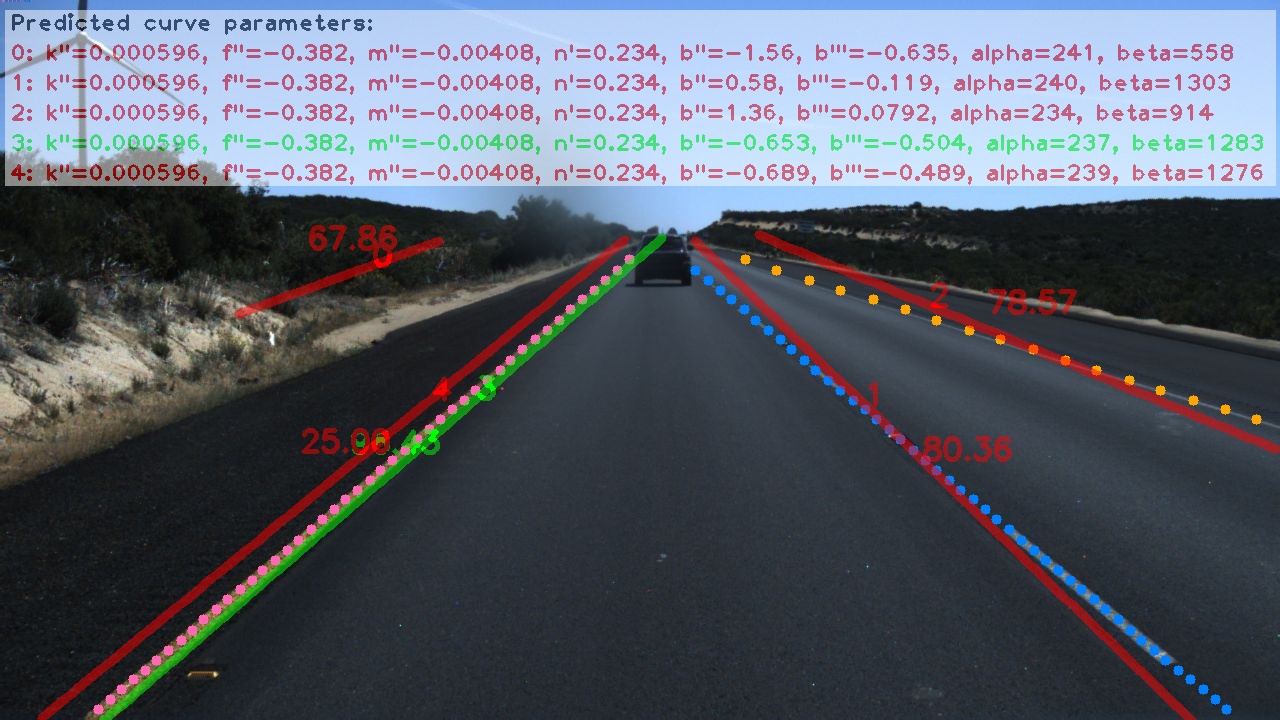 Predicted curve parameters:
0: k''=0.000596, f''=-0.382, m''=-0.00408, n'=0.234, b''=-1.56, b'''=-0.635, alpha=241, beta=558
1: k''=0.000596, f''=-0.382, m''=-0.00408, n'=0.234, b''=0.58, b'''=-0.119, alpha=240, beta=1303
2: k''=0.000596, f''=-0.382, m''=-0.00408, n'=0.234, b''=1.36, b'''=0.0792, alpha=234, beta=914
3: k''=0.000596, f''=-0.382, m''=-0.00408, n'=0.234, b''=-0.653, b'''=-0.504, alpha=237, beta=1283
4: k''=0.000596, f''=-0.382, m''=-0.00408, n'=0.234, b''=-0.689, b'''=-0.489, alpha=239, beta=1276
67.86
0
2 78.57
4 3 1
80.36